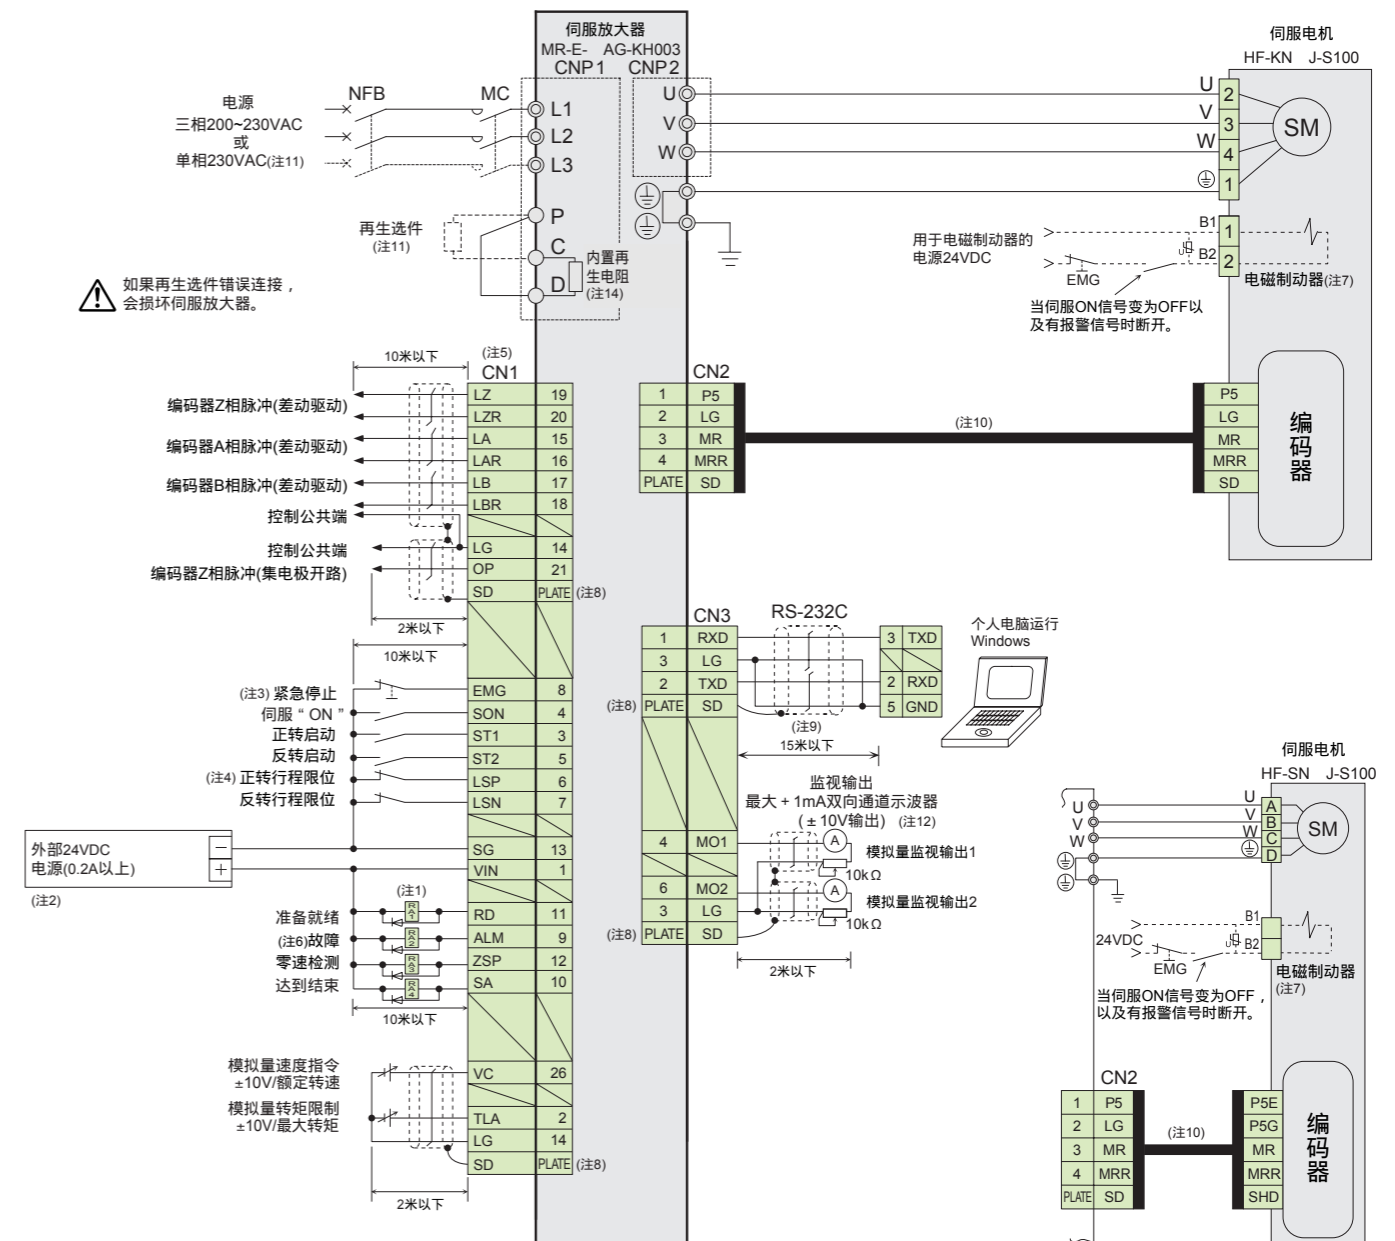 伺服放大器
MR-E- AG-KH003
CNP1 CNP2
伺服电机
HF-KN J-S100
NFB MC
电源
三相200~230VAC
或
单相230VAC(注11)
L1
L2
L3
U
V
W
U 2
V 3
W 4
1
SM
再生选件
(注11)
P
C
D
内置再
生电阻
(注14)
如果再生选件错误连接，
会损坏伺服放大器。
用于电磁制动器的
电源24VDC
EMG
U
B1 1
B2 2
电磁制动器(注7)
当伺服ON信号变为OFF以
及有报警信号时断开。
10米以下
(注5)
CN1
编码器Z相脉冲(差动驱动)
编码器A相脉冲(差动驱动)
编码器B相脉冲(差动驱动)
控制公共端
控制公共端
编码器Z相脉冲(集电极开路)
LZ 19
LZR 20
LA 15
LAR 16
LB 17
LBR 18
LG 14
OP 21
SD PLATE (注8)
2米以下
10米以下
CN2
1 P5
2 LG
3 MR
4 MRR
PLATE SD
(注10)
P5
LG
MR
MRR
SD
编码器
(注3) 紧急停止 EMG 8
伺服“ ON ” SON 4
正转启动 ST1 3
反转启动 ST2 5
(注4) 正转行程限位 LSP 6
反转行程限位 LSN 7
SG 13
VIN 1
外部24VDC
电源(0.2A以上)
− +
(注2)
(注1)
准备就绪 RA1 RD 11
(注6)故障 RA2 ALM 9
零速检测 RA3 ZSP 12
达到结束 RA4 SA 10
10米以下
模拟量速度指令
±10V/额定转速
VC 26
模拟量转矩限制
±10V/最大转矩
TLA 2
LG 14
SD PLATE (注8)
2米以下
CN3
RS-232C
1 RXD 3 TXD
3 LG
2 TXD 2 RXD
(注8) PLATE SD 5 GND
(注9)
15米以下
个人电脑运行
Windows
监视输出
最大 + 1mA双向通道示波器
( ± 10V输出) (注12)
4 MO1 A 模拟量监视输出1
10kΩ
6 MO2 A 模拟量监视输出2
3 LG 10kΩ
(注8) PLATE SD
2米以下
伺服电机
HF-SN J-S100
U U A
V V B
W W C
D
SM
24VDC
EMG
U
B1
B2
电磁制动器
(注7)
当伺服ON信号变为OFF，
以及有报警信号时断开。
CN2
1 P5 P5E
2 LG P5G
3 MR MR
4 MRR MRR
PLATE SD SHD
(注10)
编码器